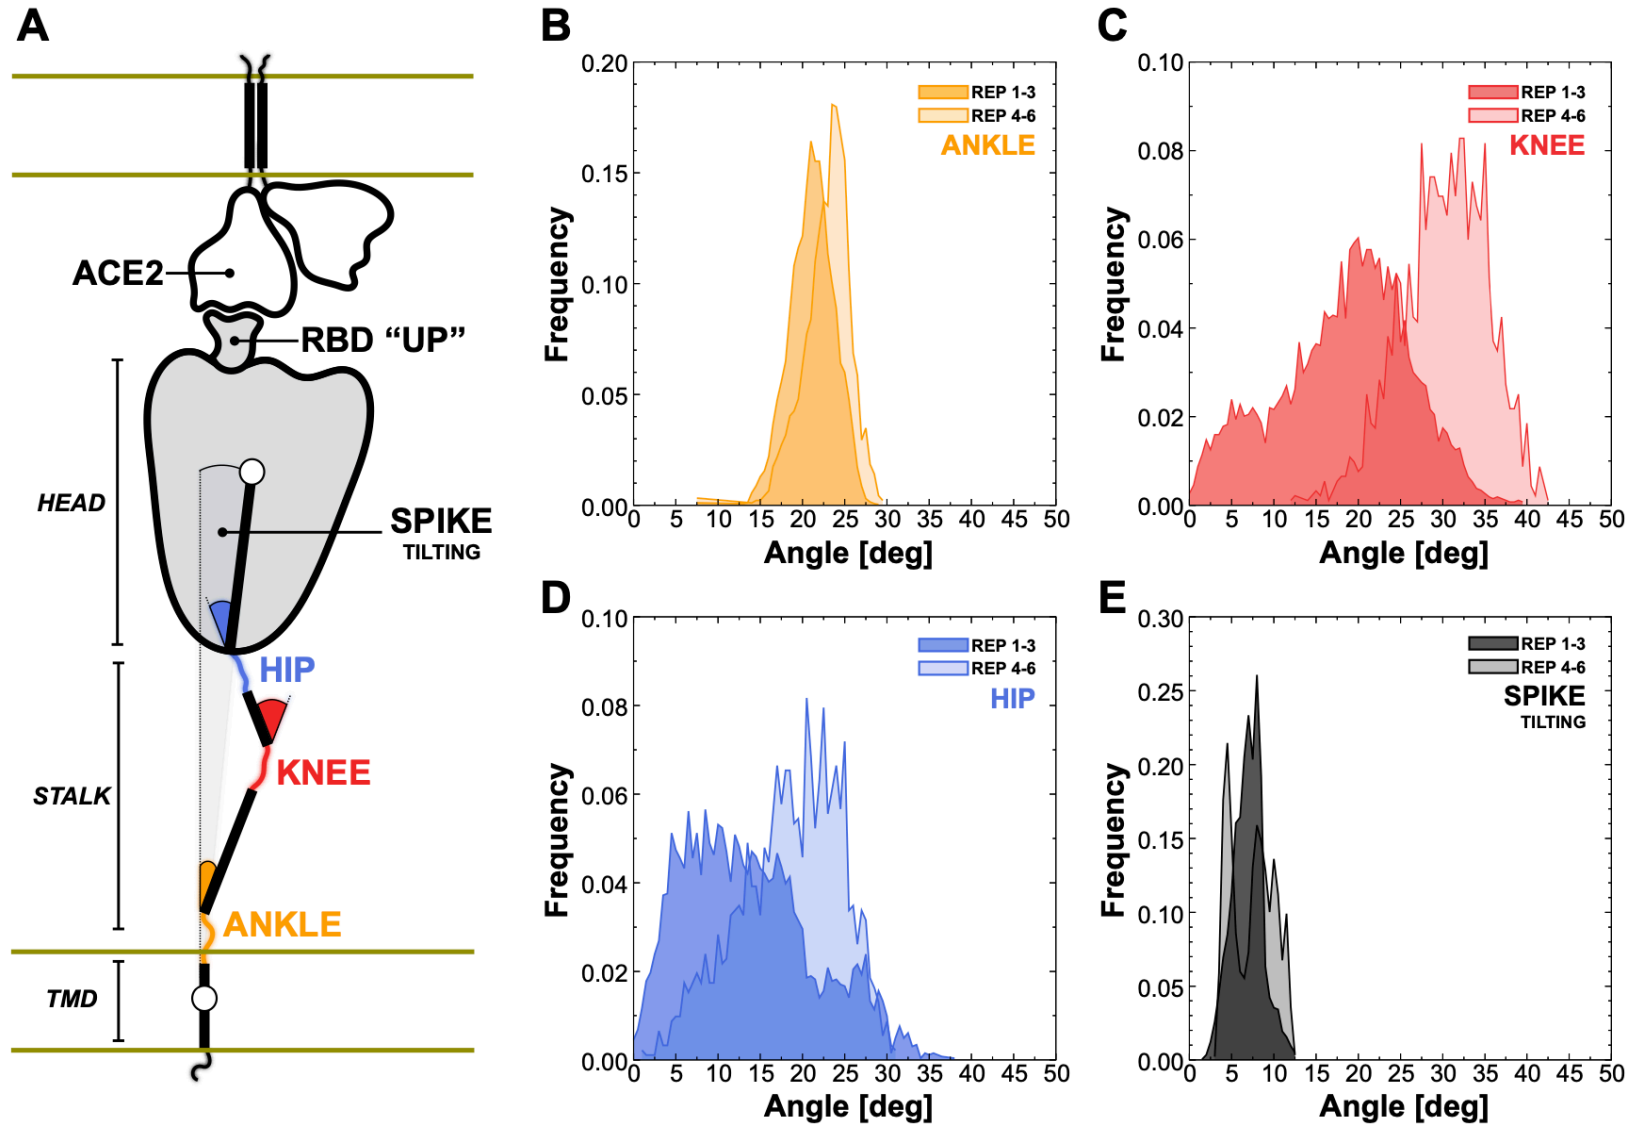 A
ACE2
RBD “UP”
HEAD
SPIKE
TILTING
HIP
KNEE
STALK
ANKLE
TMD
B
0.20
0.15
0.10
0.05
0.00
Frequency
REP 1-3
REP 4-6
ANKLE
0 5 10 15 20 25 30 35 40 45 50
Angle [deg]
C
0.10
0.08
0.06
0.04
0.02
0.00
Frequency
REP 1-3
REP 4-6
KNEE
0 5 10 15 20 25 30 35 40 45 50
Angle [deg]
D
0.10
0.08
0.06
0.04
0.02
0.00
Frequency
REP 1-3
REP 4-6
HIP
0 5 10 15 20 25 30 35 40 45 50
Angle [deg]
E
0.30
0.25
0.20
0.15
0.10
0.05
0.00
Frequency
REP 1-3
REP 4-6
SPIKE
TILTING
0 5 10 15 20 25 30 35 40 45 50
Angle [deg]